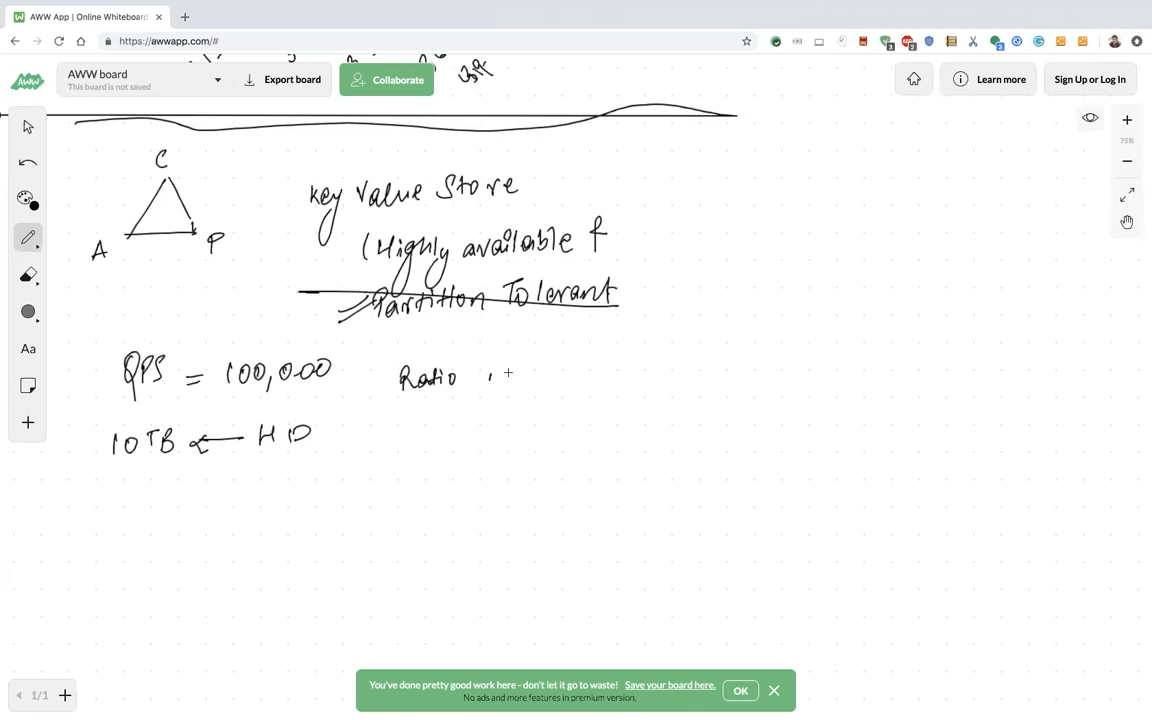 AWW App | Online Whiteboard
https://awwapp.com/#
AWW board
This board is not saved
Export board
Collaborate
Learn more
Sign Up or Log In
75%
C
A
P
Key Value Store
(Highly available &
Partition Tolerant
QPS = 100,000
Ratio
10TB ← HD
Aa
1/1
You've done pretty good work here - don't let it go to waste! Save your board here.
No ads and more features in premium version.
OK